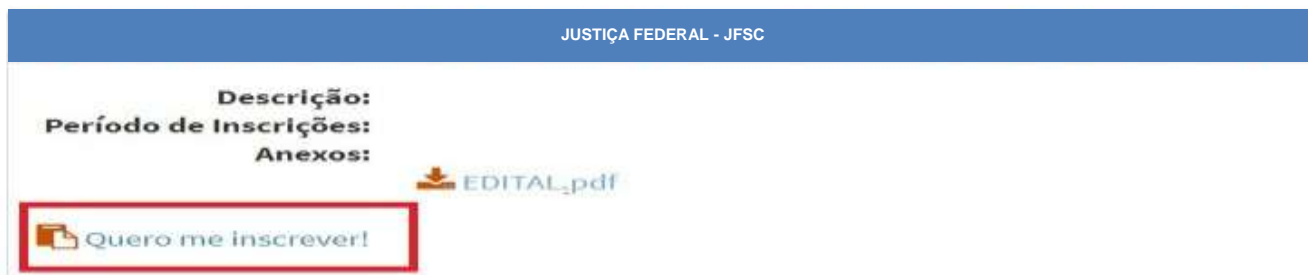 JUSTIÇA FEDERAL - JFSC
Descrição:
Período de Inscrições:
Anexos:
EDITAL.pdf
Quero me inscrever!